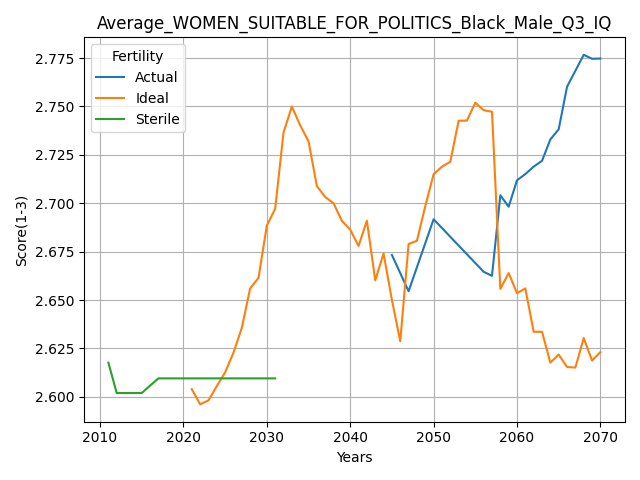 Average_WOMEN_SUITABLE_FOR_POLITICS_Black_Male_Q3_IQ
Fertility
Actual
Ideal
Sterile
Score(1-3)
2.775
2.750
2.725
2.700
2.675
2.650
2.625
2.600
2010 2020 2030 2040 2050 2060 2070
Years